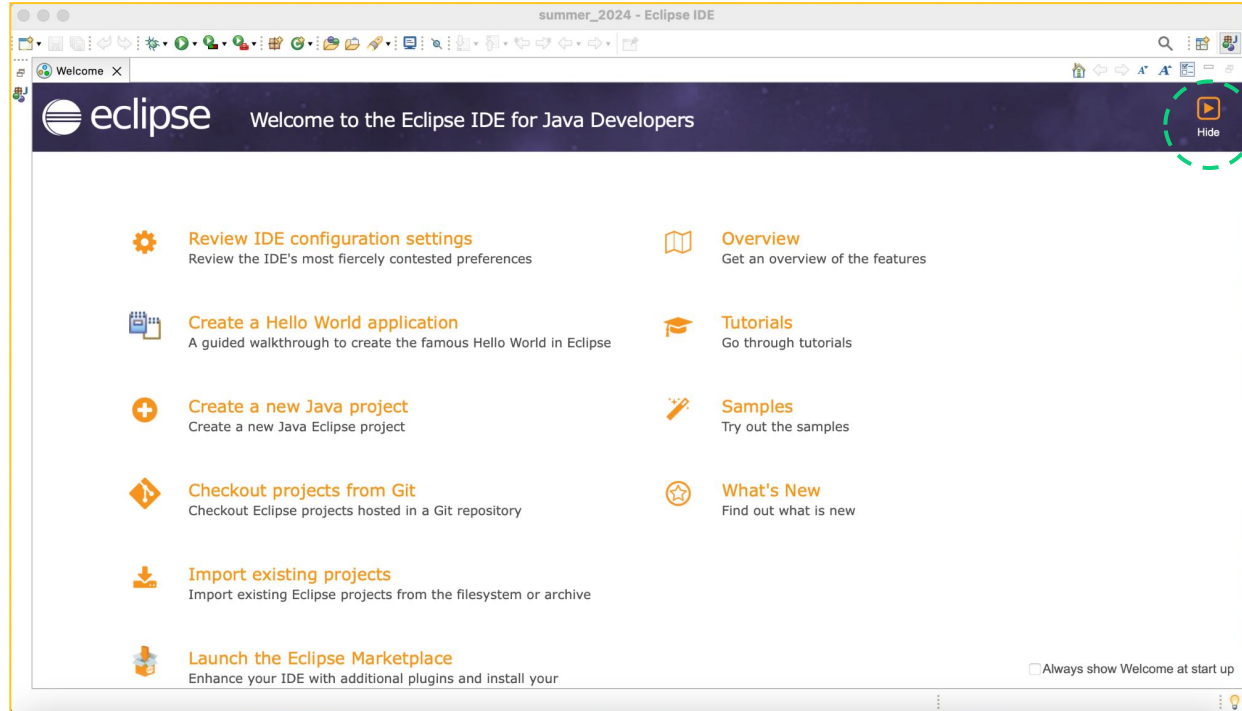 summer_2024 - Eclipse IDE
Welcome
eclipse
Welcome to the Eclipse IDE for Java Developers
Hide
Review IDE configuration settings
Review the IDE's most fiercely contested preferences
Create a Hello World application
A guided walkthrough to create the famous Hello World in Eclipse
Create a new Java project
Create a new Java Eclipse project
Checkout projects from Git
Checkout Eclipse projects hosted in a Git repository
Import existing projects
Import existing Eclipse projects from the filesystem or archive
Launch the Eclipse Marketplace
Enhance your IDE with additional plugins and install your
Overview
Get an overview of the features
Tutorials
Go through tutorials
Samples
Try out the samples
What's New
Find out what is new
Always show Welcome at start up